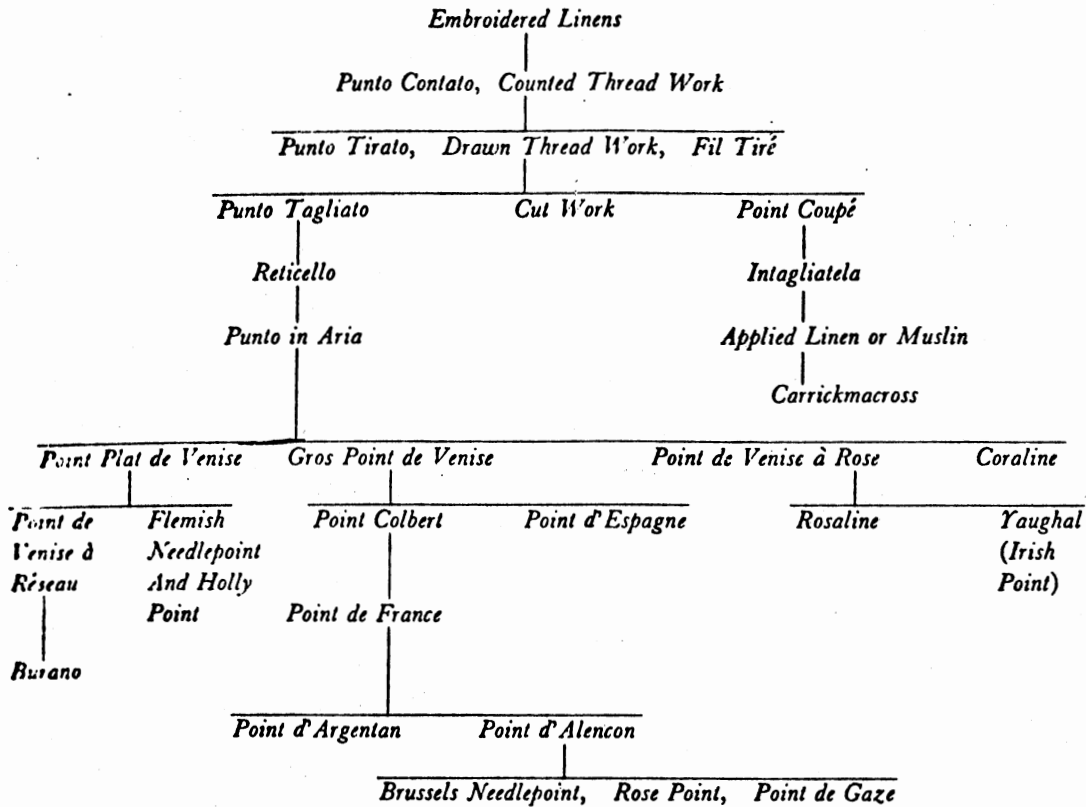 Embroidered Linens
Punto Contato, Counted Thread Work
Punto Tirato, Drawn Thread Work, Fil Tiré
Punto Tagliato Cut Work Point Coupé
Reticello Intagliatela
Punto in Aria Applied Linen or Muslin
Carrickmacross
Point Plat de Venise Gros Point de Venise Point de Venise à Rose Coraline
Point de Flemish Point Colbert Point d'Espagne Rosaline Yaughal
Venise à Needlepoint (Irish
Réseau And Holly Point)
Point Point de France
Burano
Point d'Argentan Point d'Alencon
Brussels Needlepoint, Rose Point, Point de Gaze